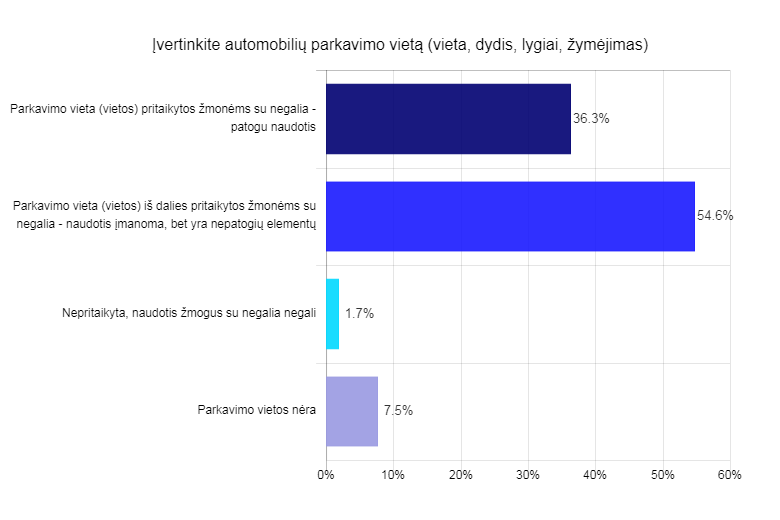 Įvertinkite automobilių parkavimo vietą (vieta, dydis, lygiai, žymėjimas)
Parkavimo vieta (vietos) pritaikytos žmonėms su negalia -
patogu naudotis
36.3%
Parkavimo vieta (vietos) iš dalies pritaikytos žmonėms su
negalia - naudotis įmanoma, bet yra nepatogių elementų
54.6%
Nepritaikyta, naudotis žmogus su negalia negali
1.7%
Parkavimo vietos nėra
7.5%
0% 10% 20% 30% 40% 50% 60%